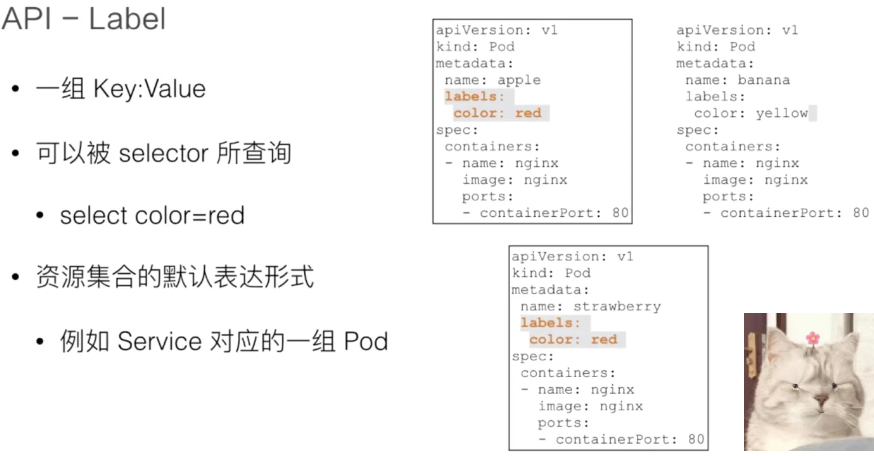 API – Label
• 一组 Key:Value
• 可以被 selector 所查询
• select color=red
• 资源集合的默认表达形式
• 例如 Service 对应的一组 Pod
apiVersion: v1
kind: Pod
metadata:
 name: apple
 labels:
  color: red
spec:
 containers:
 - name: nginx
   image: nginx
   ports:
   - containerPort: 80
apiVersion: v1
kind: Pod
metadata:
 name: banana
 labels:
  color: yellow
spec:
 containers:
 - name: nginx
   image: nginx
   ports:
   - containerPort: 80
apiVersion: v1
kind: Pod
metadata:
 name: strawberry
 labels:
  color: red
spec:
 containers:
 - name: nginx
   image: nginx
   ports:
   - containerPort: 80